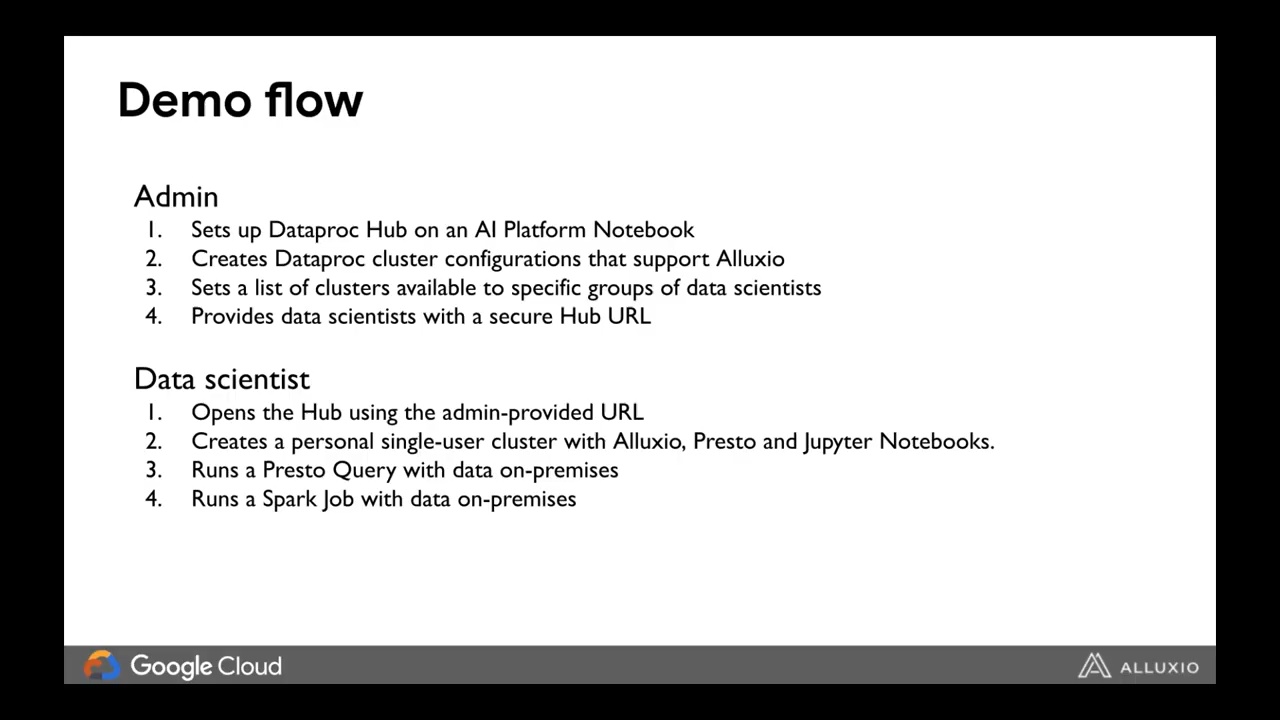 Demo flow
Admin
1. Sets up Dataproc Hub on an AI Platform Notebook
2. Creates Dataproc cluster configurations that support Alluxio
3. Sets a list of clusters available to specific groups of data scientists
4. Provides data scientists with a secure Hub URL
Data scientist
1. Opens the Hub using the admin-provided URL
2. Creates a personal single-user cluster with Alluxio, Presto and Jupyter Notebooks.
3. Runs a Presto Query with data on-premises
4. Runs a Spark Job with data on-premises
Google Cloud
ALLUXIO